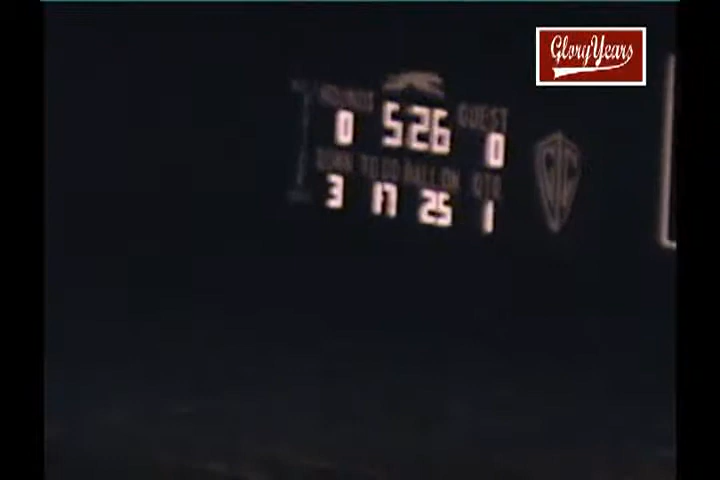 GloryYears
HOUNDS 5:26 GUEST
0 0
DOWN TO GO BALL ON QTR
3 17 25 1